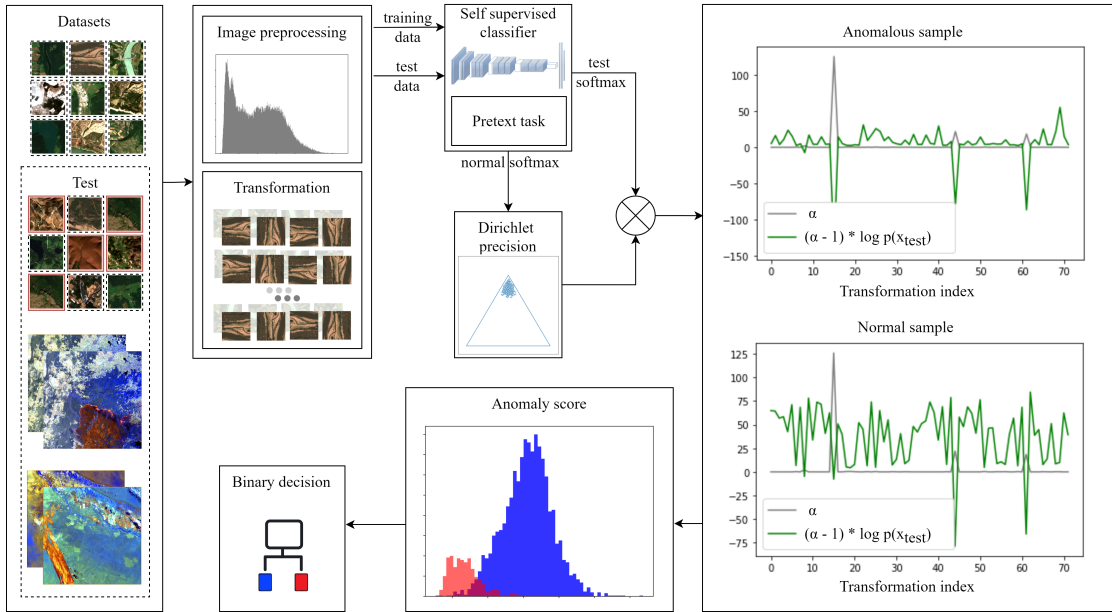 Datasets
Test
Image preprocessing
Transformation
training
data
test
data
Self supervised
classifier
Pretext task
normal softmax
test
softmax
Dirichlet
precision
Anomalous sample
100
50
0
-50
-100
-150
α
(α - 1) * log p(xtest)
0 10 20 30 40 50 60 70
Transformation index
Normal sample
125
100
75
50
25
0
-25
-50
-75
α
(α - 1) * log p(xtest)
0 10 20 30 40 50 60 70
Transformation index
Anomaly score
Binary decision